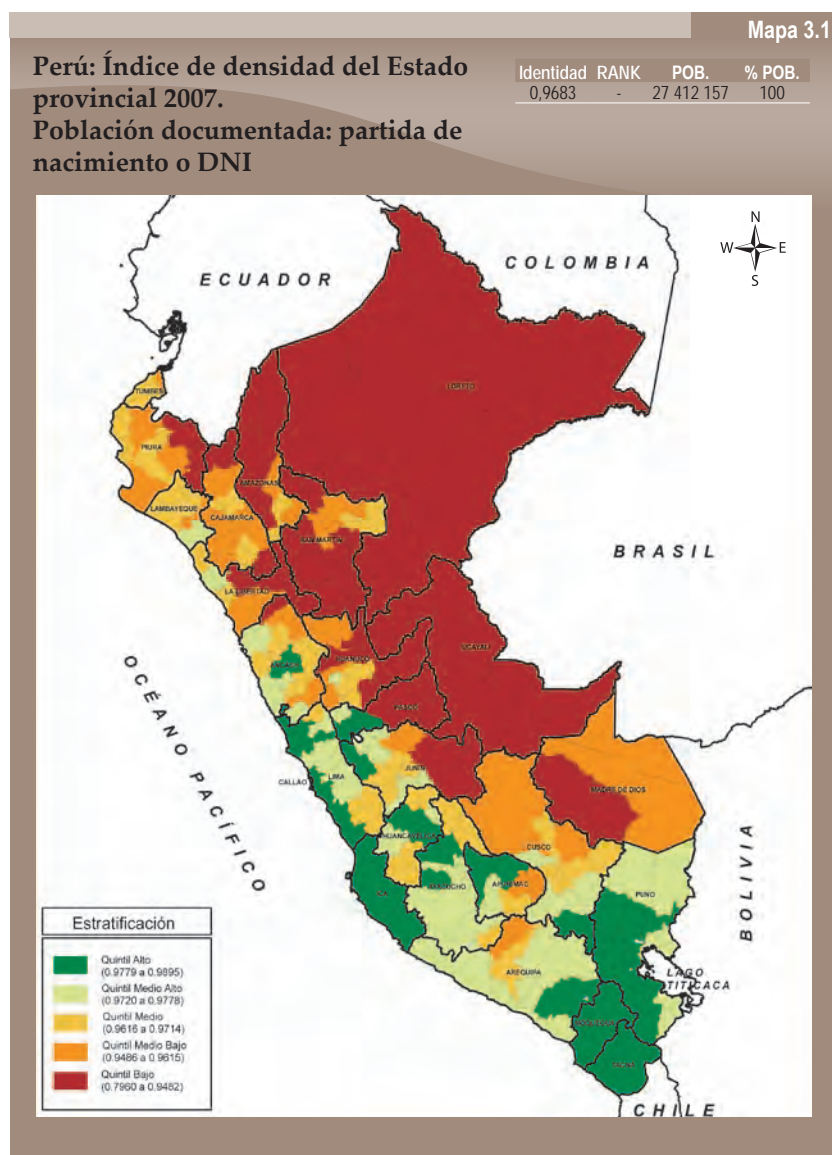 Mapa 3.1
Perú: Índice de densidad del Estado
provincial 2007.
Población documentada: partida de
nacimiento o DNI
Identidad RANK POB. % POB.
0,9683 - 27 412 157 100
N
W E
S
ECUADOR
COLOMBIA
LORETO
TUMBES
PIURA
AMAZONAS
LAMBAYEQUE
CAJAMARCA
SAN MARTIN
BRASIL
LA LIBERTAD
ANCASH
HUANUCO
UCAYALI
PASCO
OCÉANO PACÍFICO
JUNIN
CALLAO
LIMA
MADRE DE DIOS
HUANCAVELICA
CUSCO
ICA
AYACUCHO
APURIMAC
PUNO
BOLIVIA
AREQUIPA
LAGO
TITICACA
MOQUEGUA
TACNA
CHILE
Estratificación
Quintil Alto
(0.9779 a 0.9895)
Quintil Medio Alto
(0.9720 a 0.9778)
Quintil Medio
(0.9616 a 0.9714)
Quintil Medio Bajo
(0.9486 a 0.9615)
Quintil Bajo
(0.7960 a 0.9482)